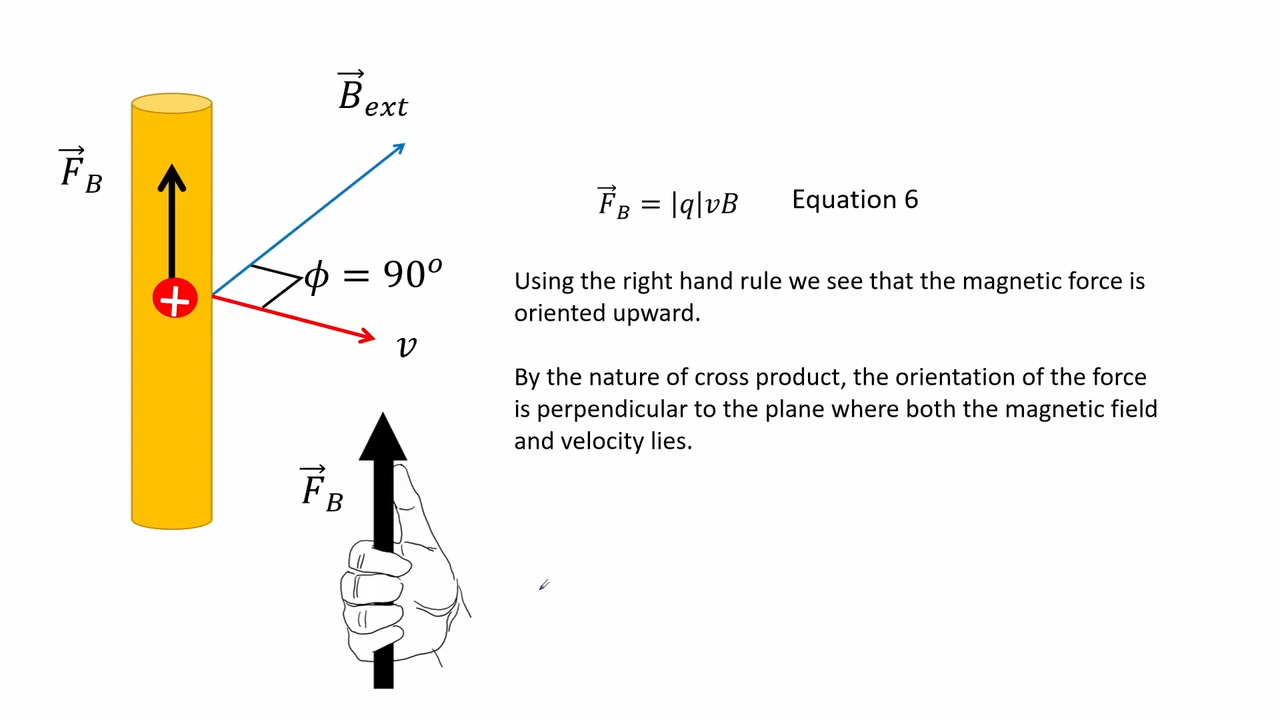 B⃗ext
F⃗B
+
F⃗B = |q|vB Equation 6
ϕ = 90°
v
Using the right hand rule we see that the magnetic force is
oriented upward.
By the nature of cross product, the orientation of the force
is perpendicular to the plane where both the magnetic field
and velocity lies.
F⃗B